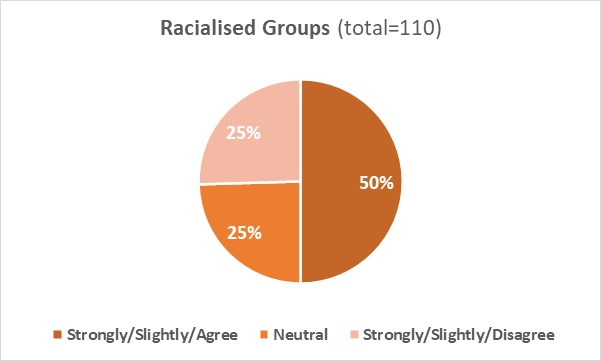 Racialised Groups (total=110)
25%
50%
25%
Strongly/Slightly/Agree Neutral Strongly/Slightly/Disagree